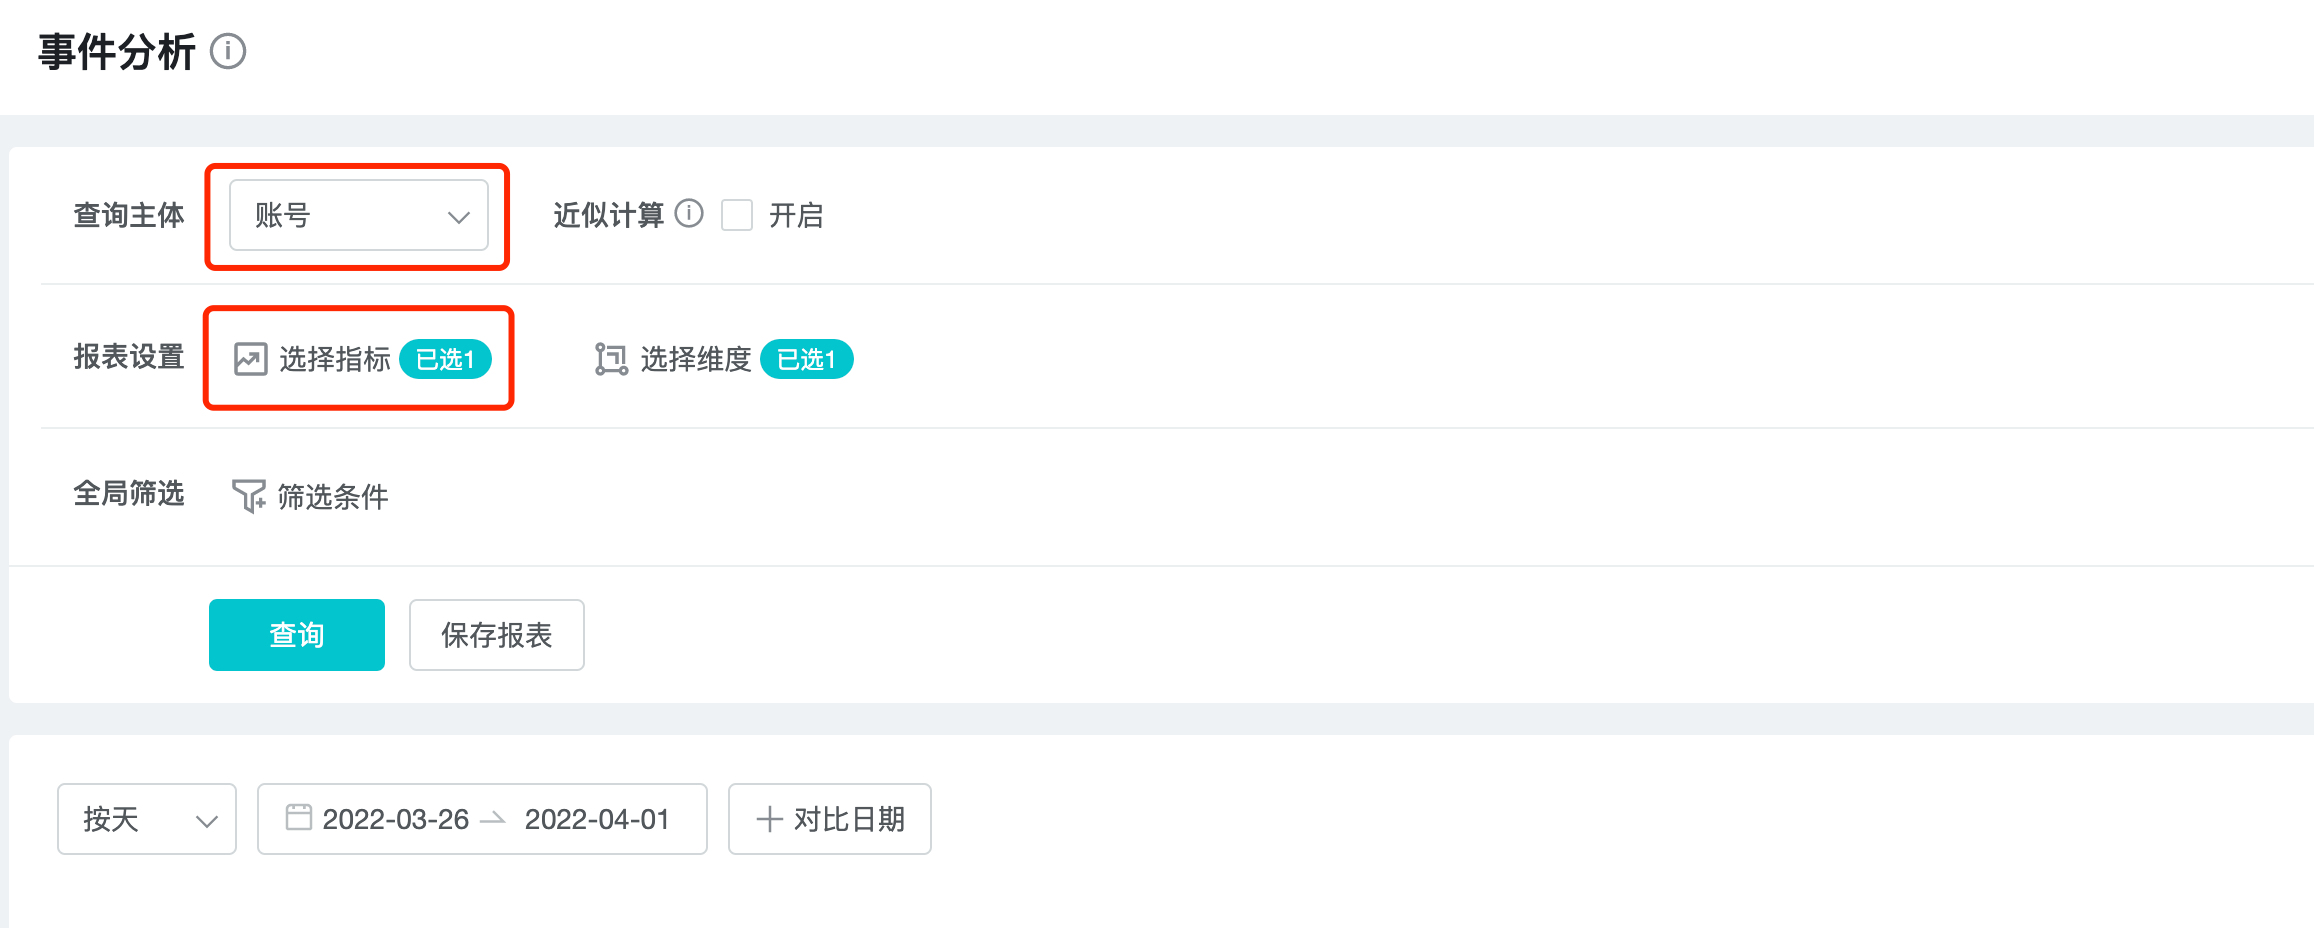 事件分析
查询主体 账号 近似计算 开启
报表设置 选择指标 已选1 选择维度 已选1
全局筛选 筛选条件
查询 保存报表
按天 2022-03-26 2022-04-01 对比日期